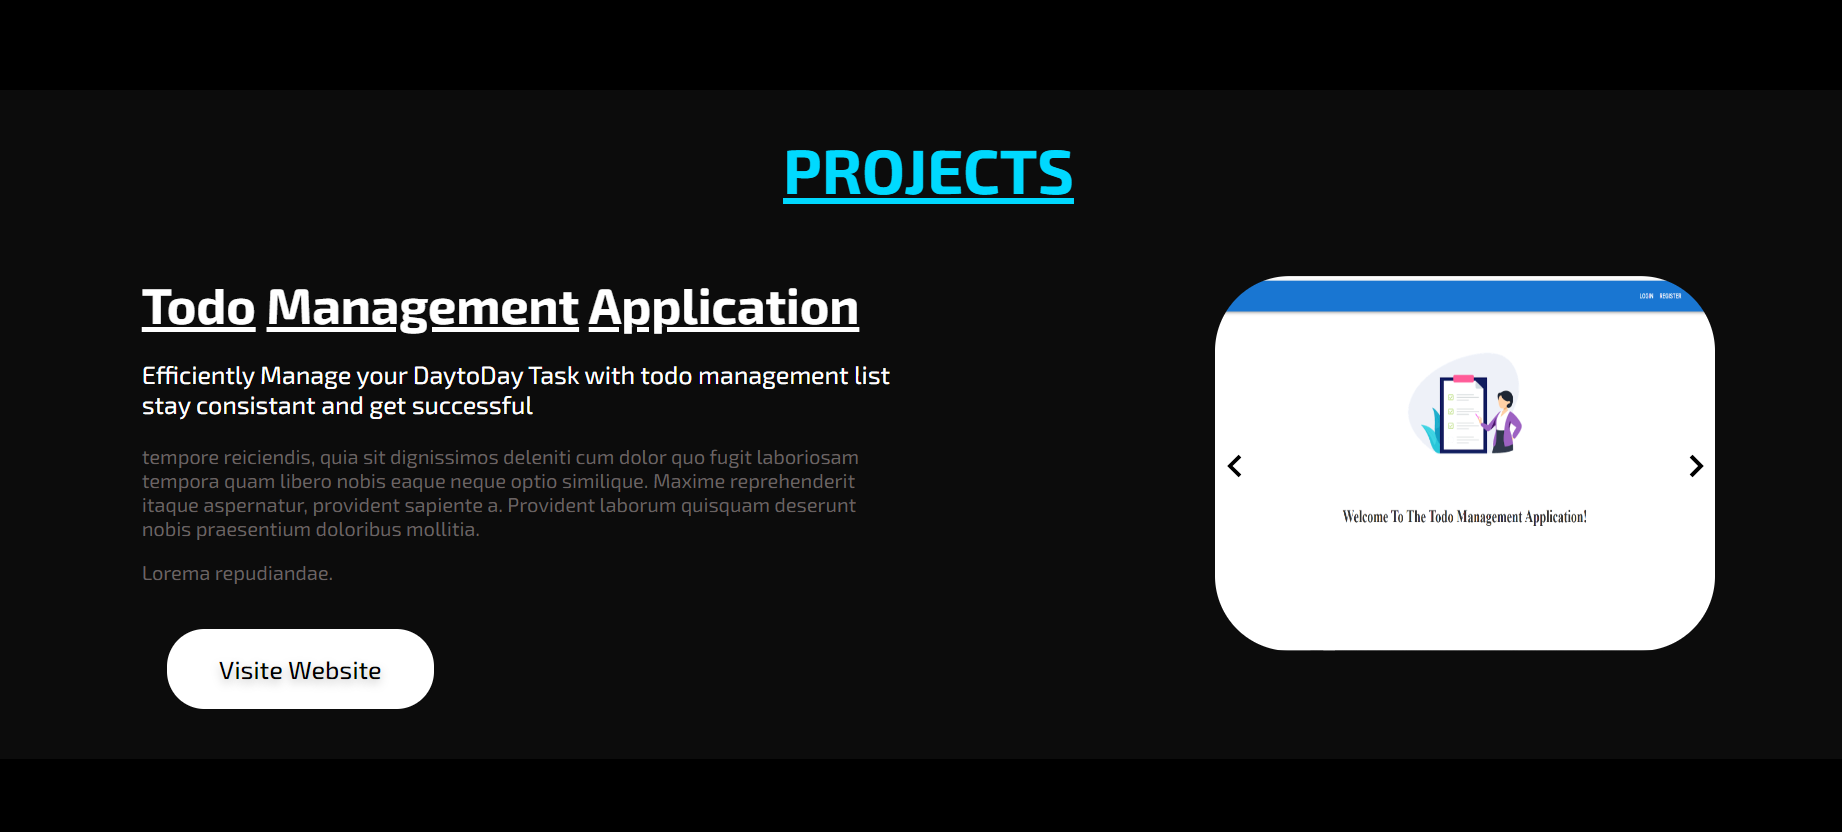 PROJECTS
Todo Management Application
Efficiently Manage your DaytoDay Task with todo management list
stay consistant and get successful
tempore reiciendis, quia sit dignissimos deleniti cum dolor quo fugit laboriosam
tempora quam libero nobis eaque neque optio similique. Maxime reprehenderit
itaque aspernatur, provident sapiente a. Provident laborum quisquam deserunt
nobis praesentium doloribus mollitia.
Lorema repudiandae.
Visite Website
LOGIN REGISTER
Welcome To The Todo Management Application!